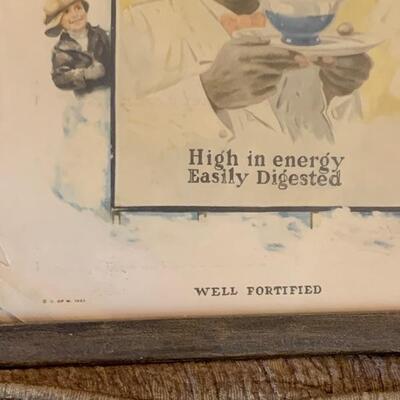 High in energy
Easily Digested
WELL FORTIFIED